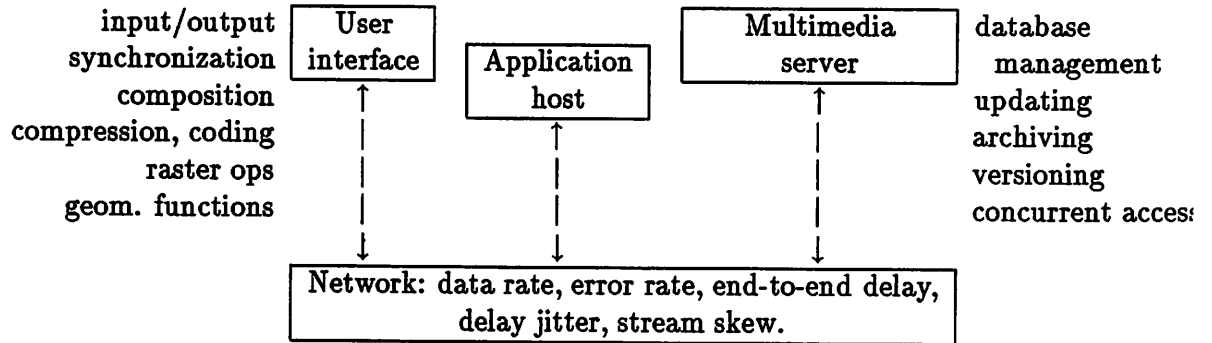 input/output
synchronization
composition
compression, coding
raster ops
geom. functions
User
interface
Application
host
Multimedia
server
database
management
updating
archiving
versioning
concurrent access
Network: data rate, error rate, end-to-end delay,
delay jitter, stream skew.